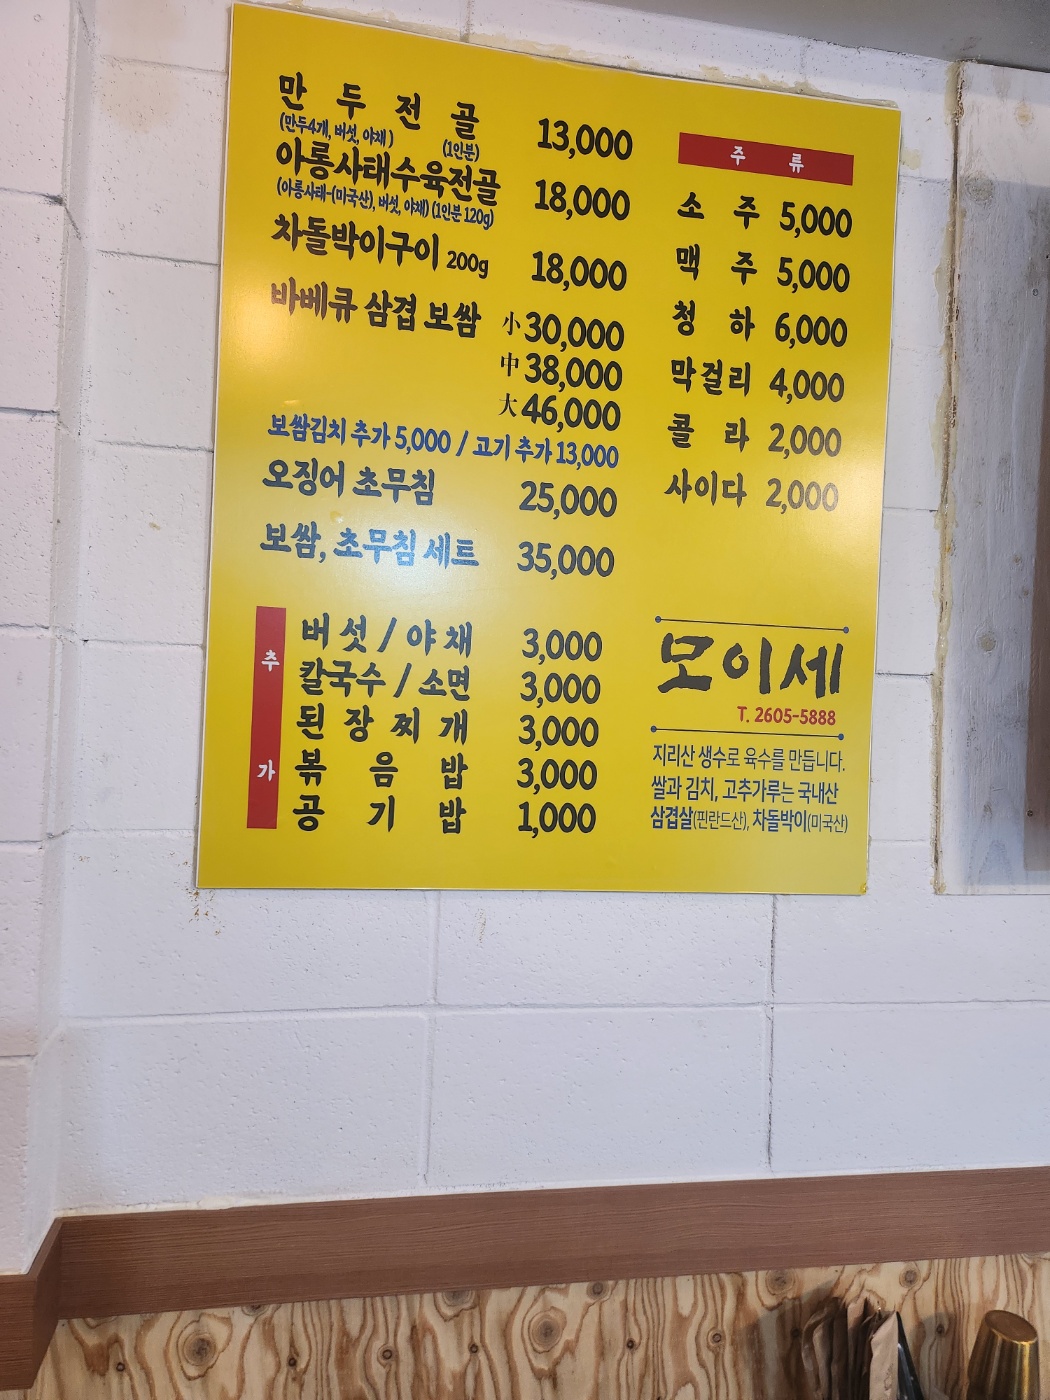 만두전골 13,000
(만두4개, 버섯, 야채) (1인분)
아롱사태수육전골 18,000
(아롱사태-(미국산), 버섯, 야채) (1인분 120g)
차돌박이구이 200g 18,000
바베큐 삼겹 보쌈 小 30,000
中 38,000
大 46,000
보쌈김치 추가 5,000 / 고기 추가 13,000
오징어 초무침 25,000
보쌈, 초무침 세트 35,000
추가
버섯 / 야채 3,000
칼국수 / 소면 3,000
된장찌개 3,000
볶음밥 3,000
공기밥 1,000
주류
소주 5,000
맥주 5,000
청하 6,000
막걸리 4,000
콜라 2,000
사이다 2,000
모이세
T. 2605-5888
지리산 생수로 육수를 만듭니다.
쌀과 김치, 고추가루는 국내산
삼겹살(핀란드산), 차돌박이(미국산)